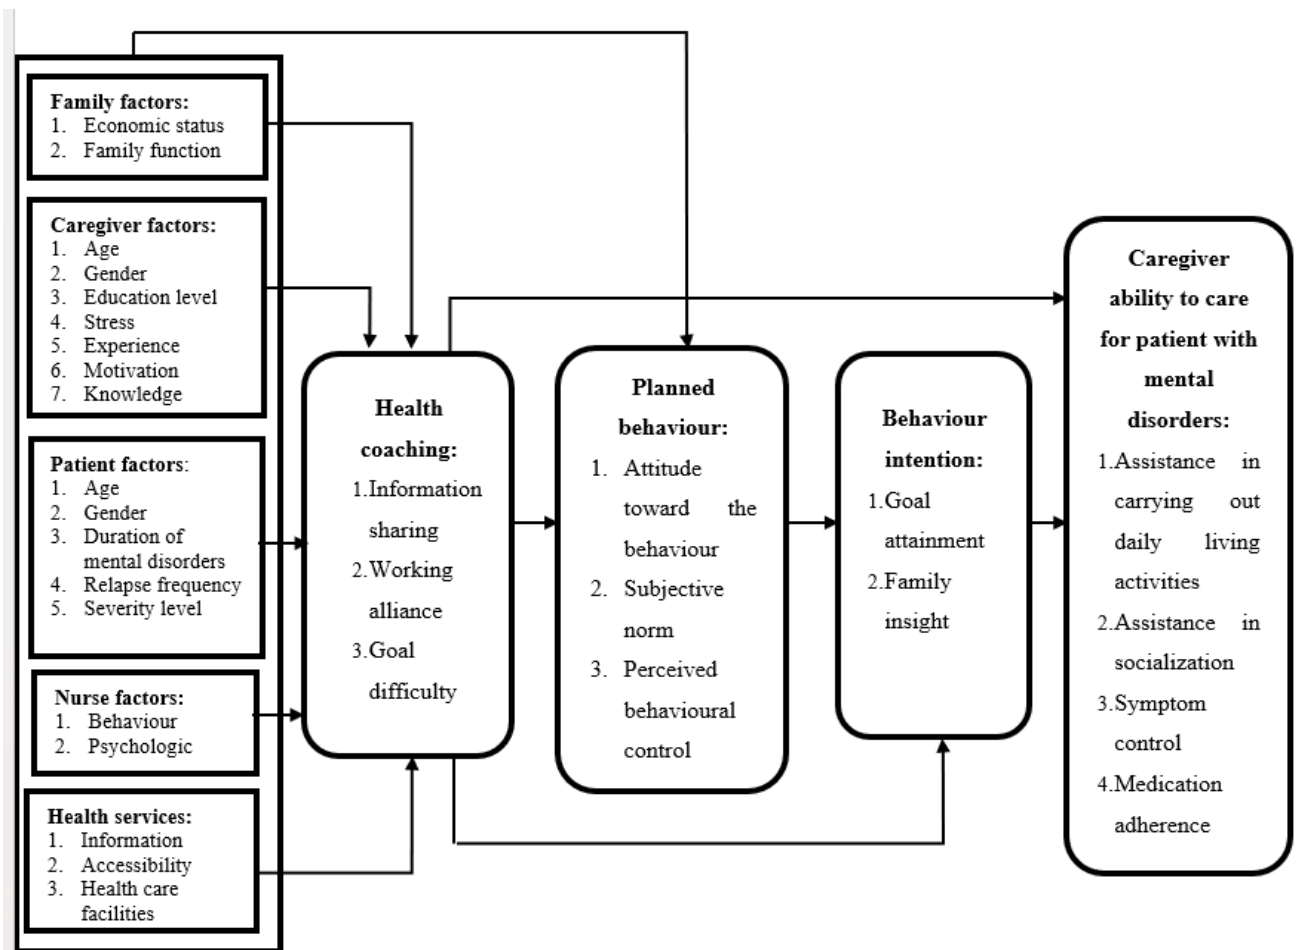 Family factors:
1. Economic status
2. Family function
Caregiver factors:
1. Age
2. Gender
3. Education level
4. Stress
5. Experience
6. Motivation
7. Knowledge
Patient factors:
1. Age
2. Gender
3. Duration of
mental disorders
4. Relapse frequency
5. Severity level
Nurse factors:
1. Behaviour
2. Psychologic
Health services:
1. Information
2. Accessibility
3. Health care
facilities
Health
coaching:
1.Information
sharing
2.Working
alliance
3.Goal
difficulty
Planned
behaviour:
1. Attitude
toward the
behaviour
2. Subjective
norm
3. Perceived
behavioural
control
Behaviour
intention:
1.Goal
attainment
2.Family
insight
Caregiver
ability to care
for patient with
mental
disorders:
1.Assistance in
carrying out
daily living
activities
2.Assistance in
socialization
3.Symptom
control
4.Medication
adherence